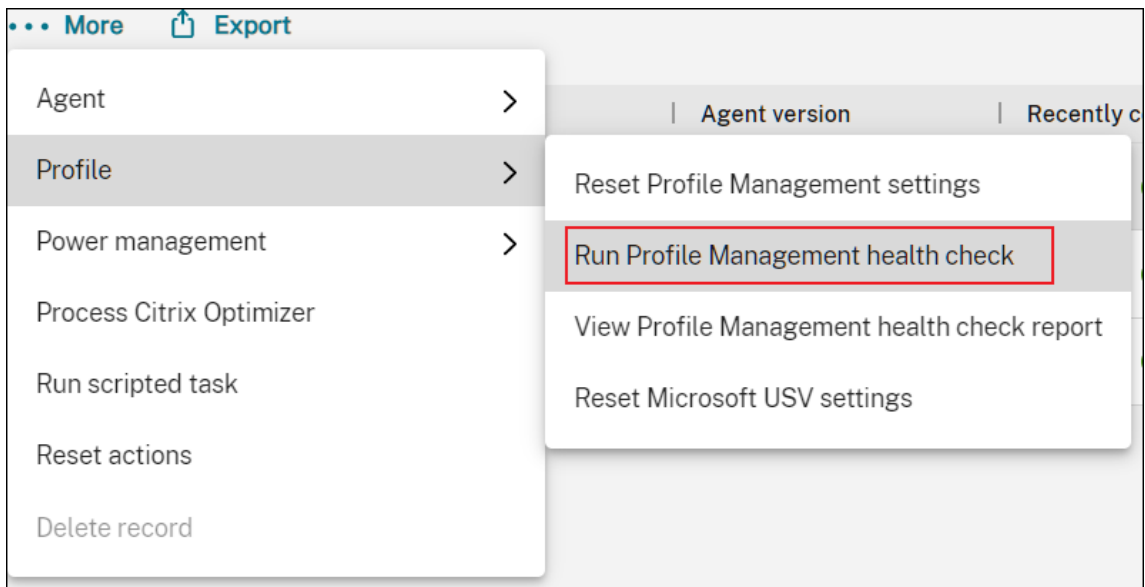 ••• More Export
Agent
Agent version Recently c
Profile
Reset Profile Management settings
Power management
Run Profile Management health check
Process Citrix Optimizer
View Profile Management health check report
Run scripted task
Reset Microsoft USV settings
Reset actions
Delete record